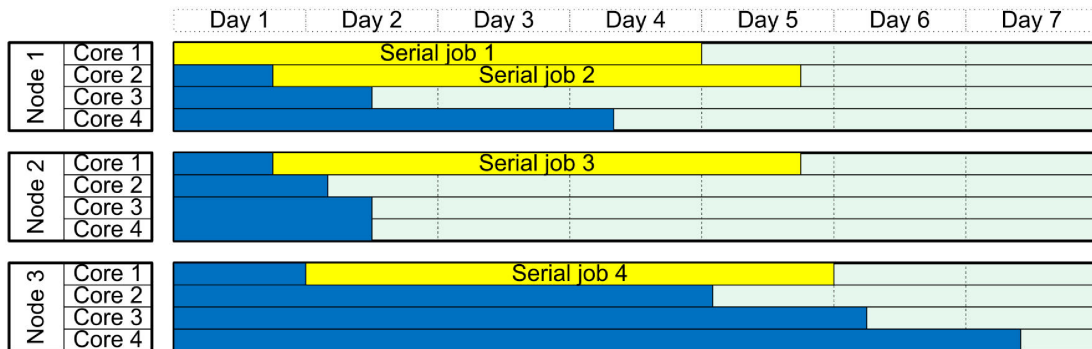 Day 1 Day 2 Day 3 Day 4 Day 5 Day 6 Day 7
Node 1
Core 1 Serial job 1
Core 2 Serial job 2
Core 3
Core 4
Node 2
Core 1 Serial job 3
Core 2
Core 3
Core 4
Node 3
Core 1 Serial job 4
Core 2
Core 3
Core 4